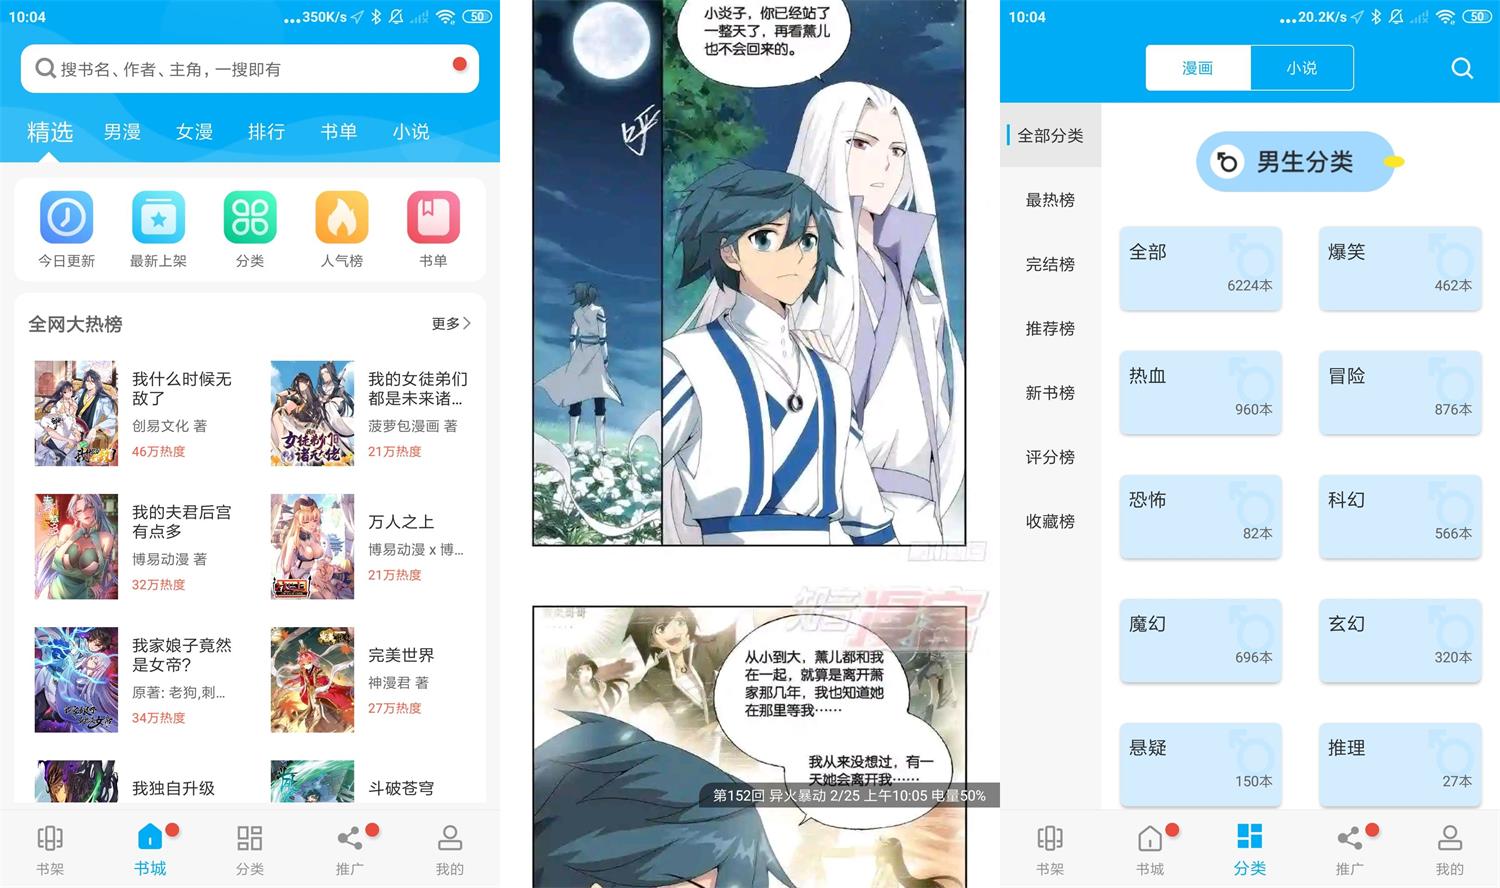 10:04
...350K/s
50
搜书名、作者、主角,一搜即有
精选 男漫 女漫 排行 书单 小说
今日更新 最新上架 分类 人气榜 书单
全网大热榜
更多
我什么时候无敌了
创易文化 著
46万热度
我的女徒弟们都是未来诸...
菠萝包漫画 著
21万热度
我的夫君后宫有点多
博易动漫 著
32万热度
万人之上
博易动漫 x 博...
21万热度
我家娘子竟然是女帝?
原著: 老狗,刺...
34万热度
完美世界
神漫君 著
27万热度
我独自升级
斗破苍穹
书架 书城 分类 推广 我的
小炎子,你已经站了
一整天了,再看薰儿
也不会回来的。
呼
知音漫客
从小到大,薰儿都和我
在一起,就算是离开萧
家那几年,我也知道她
在那里等我……
我从来没想过,有一
天她会离开我……
第152回 异火暴动 2/25 上午10:05 电量50%
10:04
...20.2K/s
50
漫画 小说
全部分类
最热榜
完结榜
推荐榜
新书榜
评分榜
收藏榜
男生分类
全部
6224本
爆笑
462本
热血
960本
冒险
876本
恐怖
82本
科幻
566本
魔幻
696本
玄幻
320本
悬疑
150本
推理
27本
书架 书城 分类 推广 我的